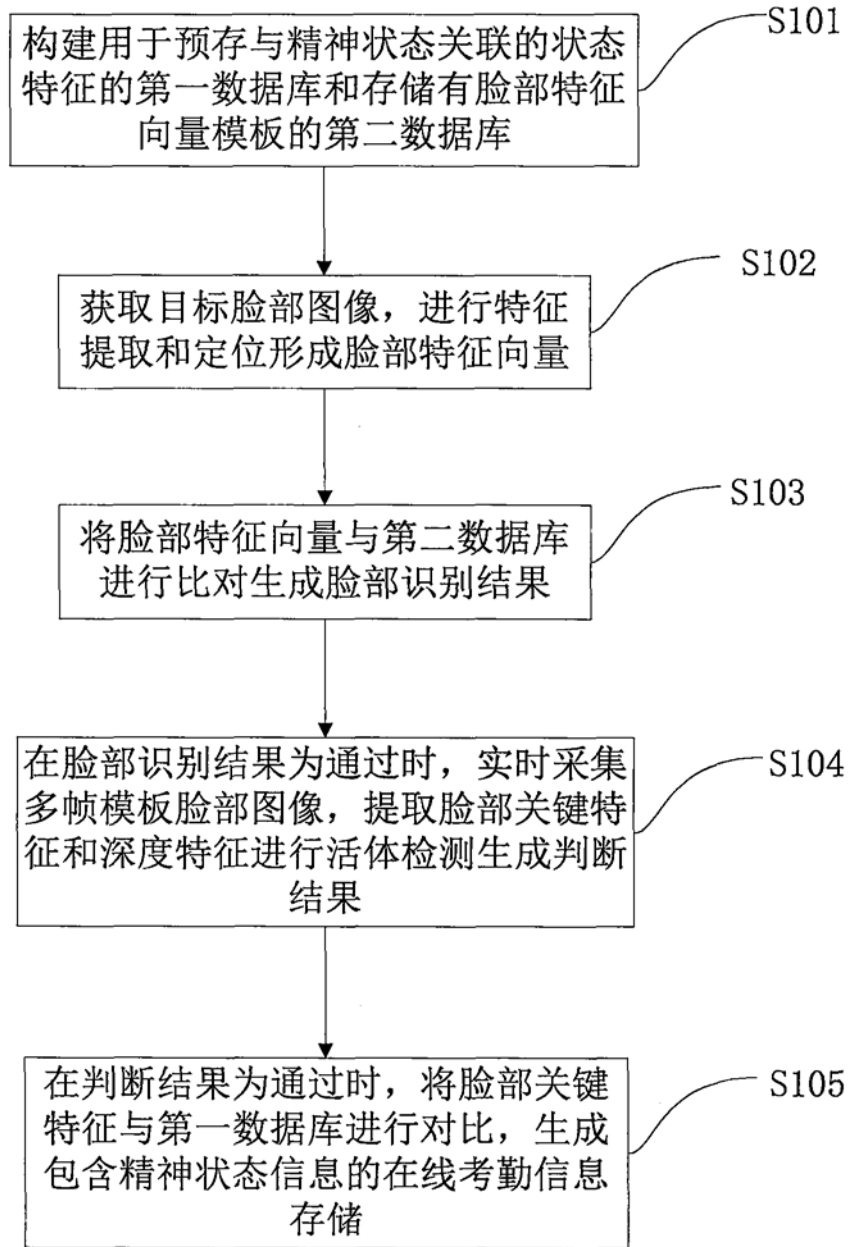 构建用于预存与精神状态关联的状态
特征的第一数据库和存储有脸部特征
向量模板的第二数据库
S101
获取目标脸部图像，进行特征
提取和定位形成脸部特征向量
S102
将脸部特征向量与第二数据库
进行比对生成脸部识别结果
S103
在脸部识别结果为通过时，实时采集
多帧模板脸部图像，提取脸部关键特
征和深度特征进行活体检测生成判断
结果
S104
在判断结果为通过时，将脸部关键
特征与第一数据库进行对比，生成
包含精神状态信息的在线考勤信息
存储
S105